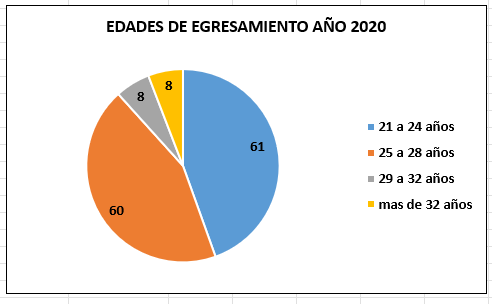 EDADES DE EGRESAMIENTO AÑO 2020
8
8
61
60
21 a 24 años
25 a 28 años
29 a 32 años
mas de 32 años